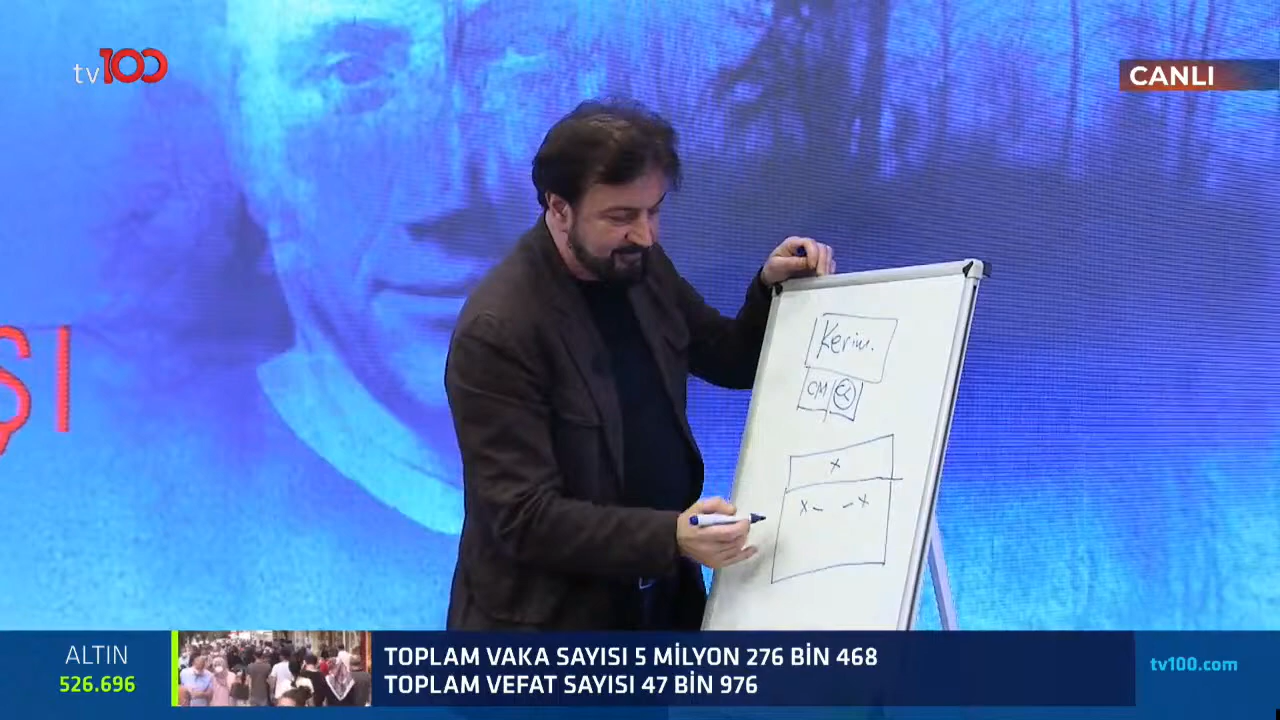 tv100
CANLI
ŞI
Kerim.
CM
x
x – – x
ALTIN
526.696
TOPLAM VAKA SAYISI 5 MİLYON 276 BİN 468
TOPLAM VEFAT SAYISI 47 BİN 976
tv100.com